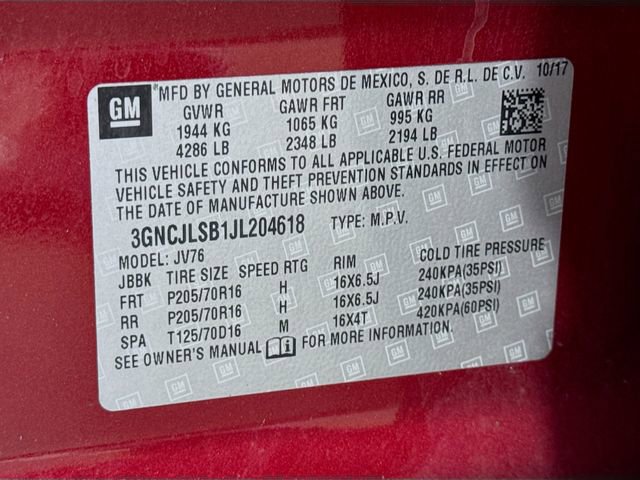 GM MFD BY GENERAL MOTORS DE MEXICO, S. DE R.L. DE C.V. 10/17
GVWR GAWR FRT GAWR RR
1944 KG 1065 KG 995 KG
4286 LB 2348 LB 2194 LB
THIS VEHICLE CONFORMS TO ALL APPLICABLE U.S. FEDERAL MOTOR
VEHICLE SAFETY AND THEFT PREVENTION STANDARDS IN EFFECT ON
THE DATE OF MANUFACTURE SHOWN ABOVE.
3GNCJLSB1JL204618 TYPE: M.P.V.
MODEL: JV76
JBBK TIRE SIZE SPEED RTG RIM COLD TIRE PRESSURE
FRT P205/70R16 H 16X6.5J 240KPA(35PSI)
RR P205/70R16 H 16X6.5J 240KPA(35PSI)
SPA T125/70D16 M 16X4T 420KPA(60PSI)
SEE OWNER'S MANUAL FOR MORE INFORMATION.